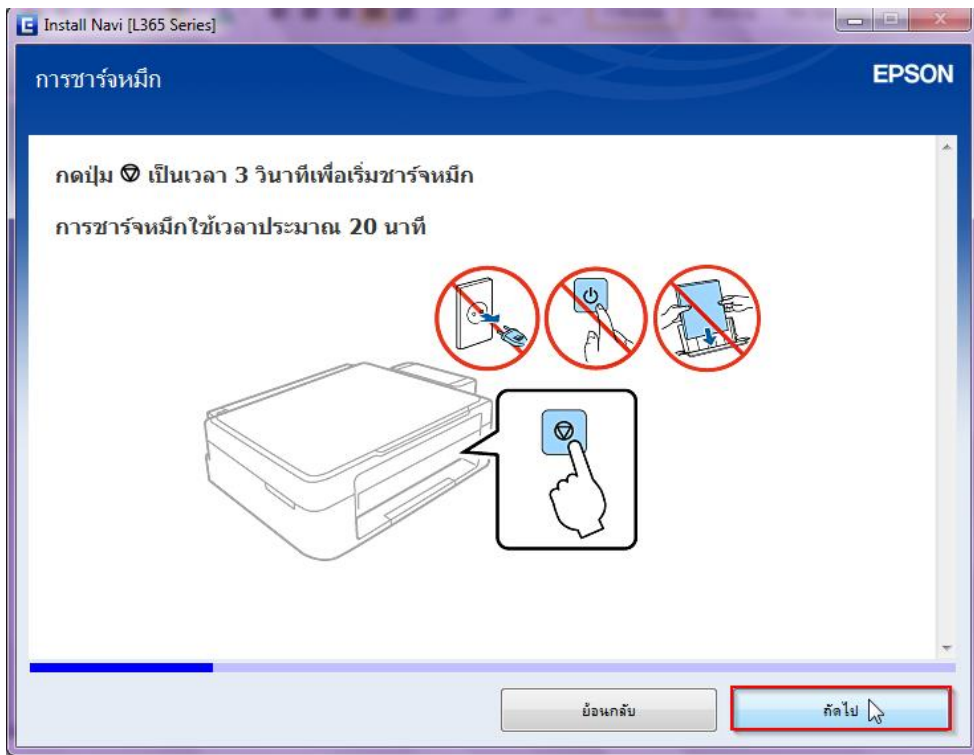 Install Navi [L365 Series]
การชาร์จหมึก
EPSON
กดปุ่ม เป็นเวลา 3 วินาทีเพื่อเริ่มชาร์จหมึก
การชาร์จหมึกใช้เวลาประมาณ 20 นาที
ย้อนกลับ
ถัดไป